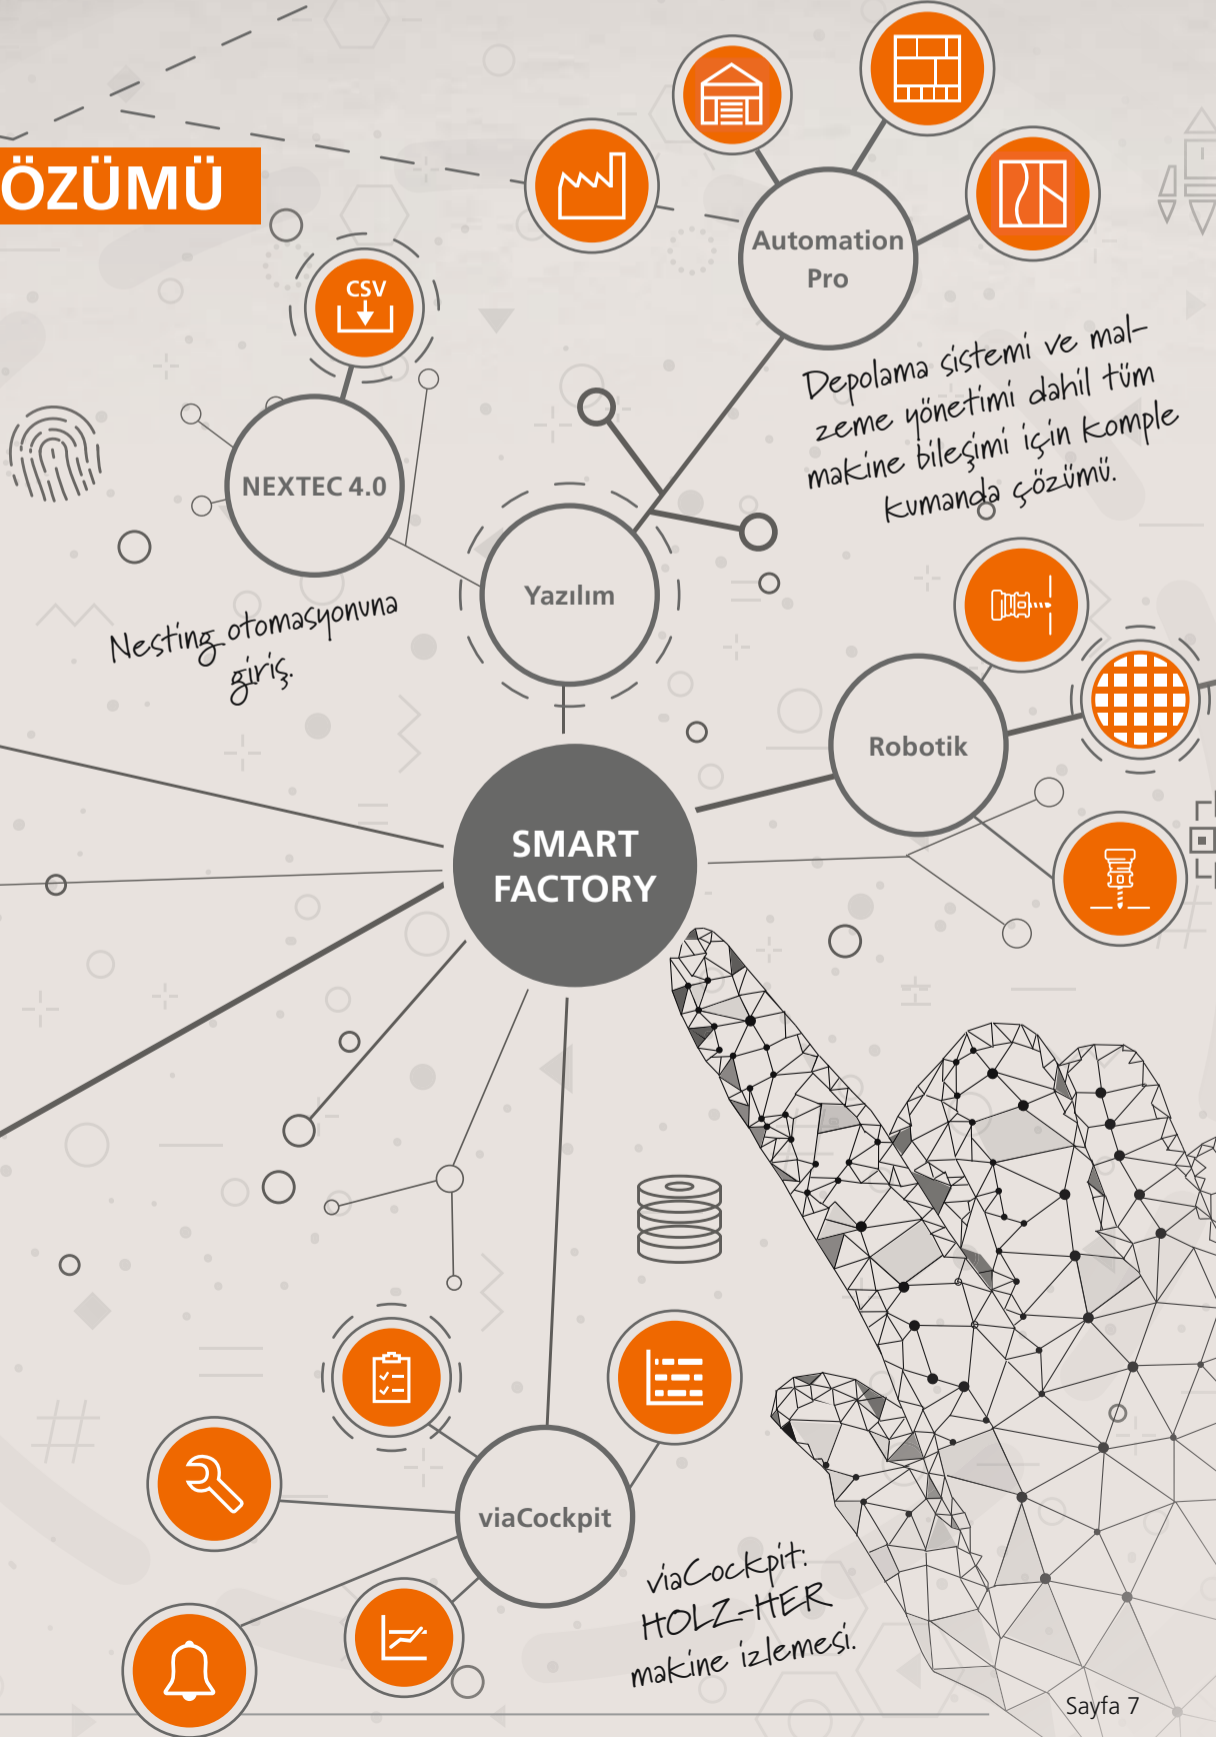 ÖZÜMÜ
CSV
Automation
Pro
Depolama sistemi ve mal-
zeme yönetimi dahil tüm
makine bileşimi için komple
kumanda çözümü.
NEXTEC 4.0
Nesting otomasyonuna
giriş.
Yazılım
Robotik
SMART
FACTORY
viaCockpit
viaCockpit:
HOLZ-HER
makine izlemesi.
Sayfa 7